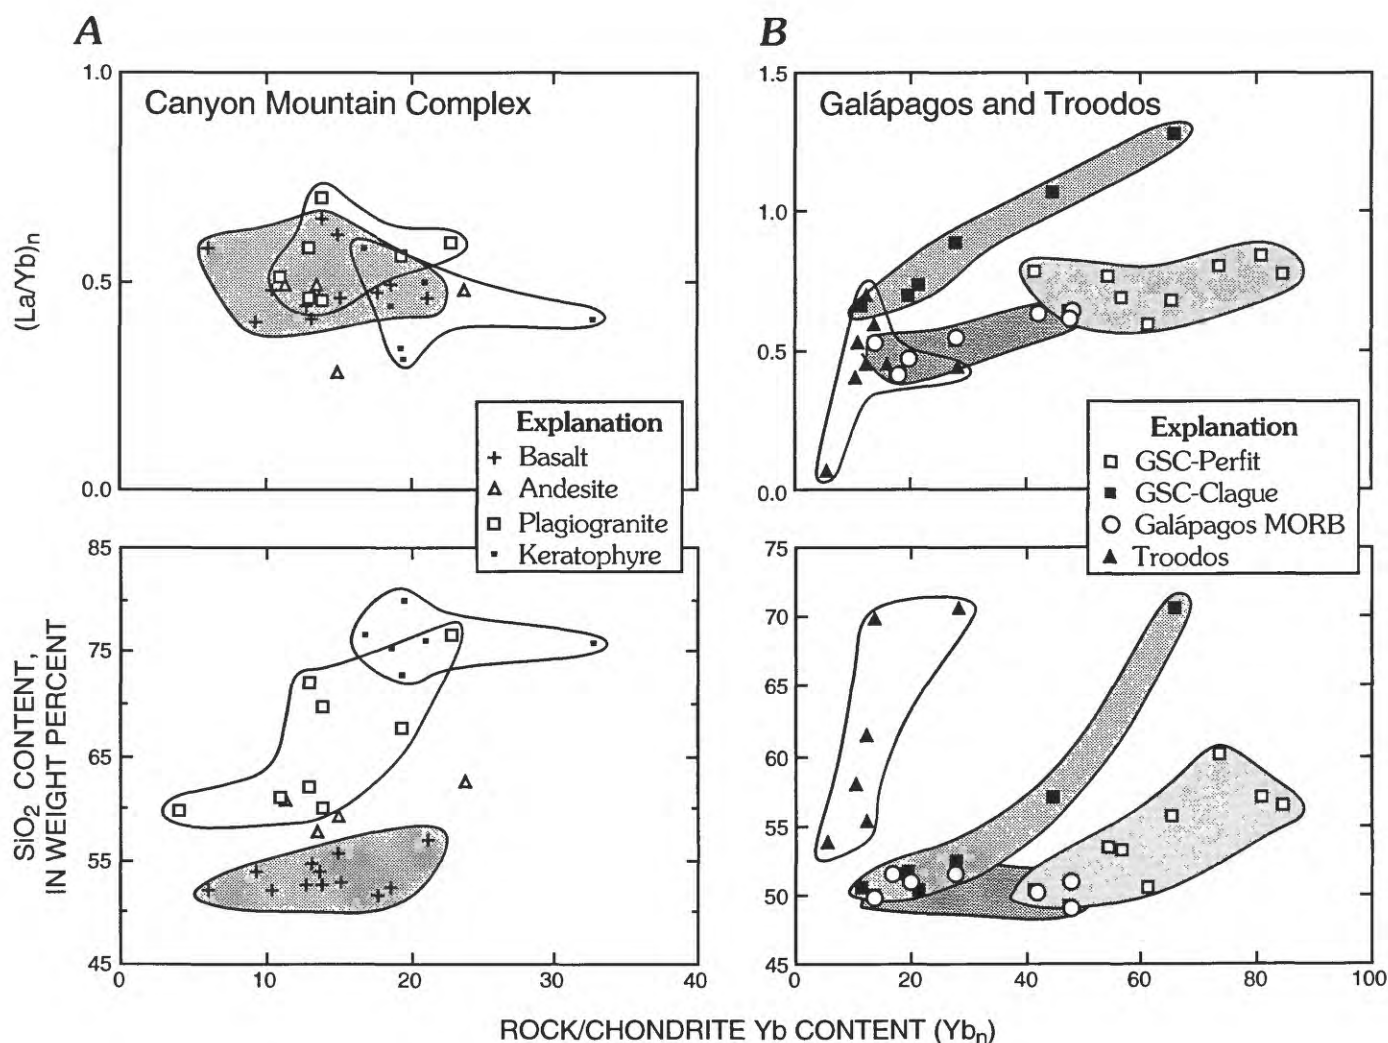 A
B
Canyon Mountain Complex
Galápagos and Troodos
(La/Yb)n
1.0
0.5
0.0
1.5
1.0
0.5
0.0
Explanation
Basalt
Andesite
Plagiogranite
Keratophyre
Explanation
GSC-Perfit
GSC-Clague
Galápagos MORB
Troodos
SiO2 CONTENT,
IN WEIGHT PERCENT
85
75
65
55
45
75
70
65
60
55
50
45
0 10 20 30 40
0 20 40 60 80 100
ROCK/CHONDRITE Yb CONTENT (Ybn)